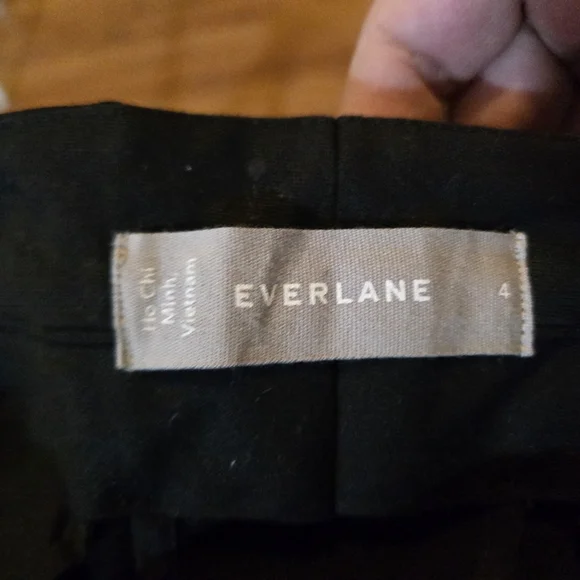 Ho Chi
Minh,
Vietnam
EVERLANE
4